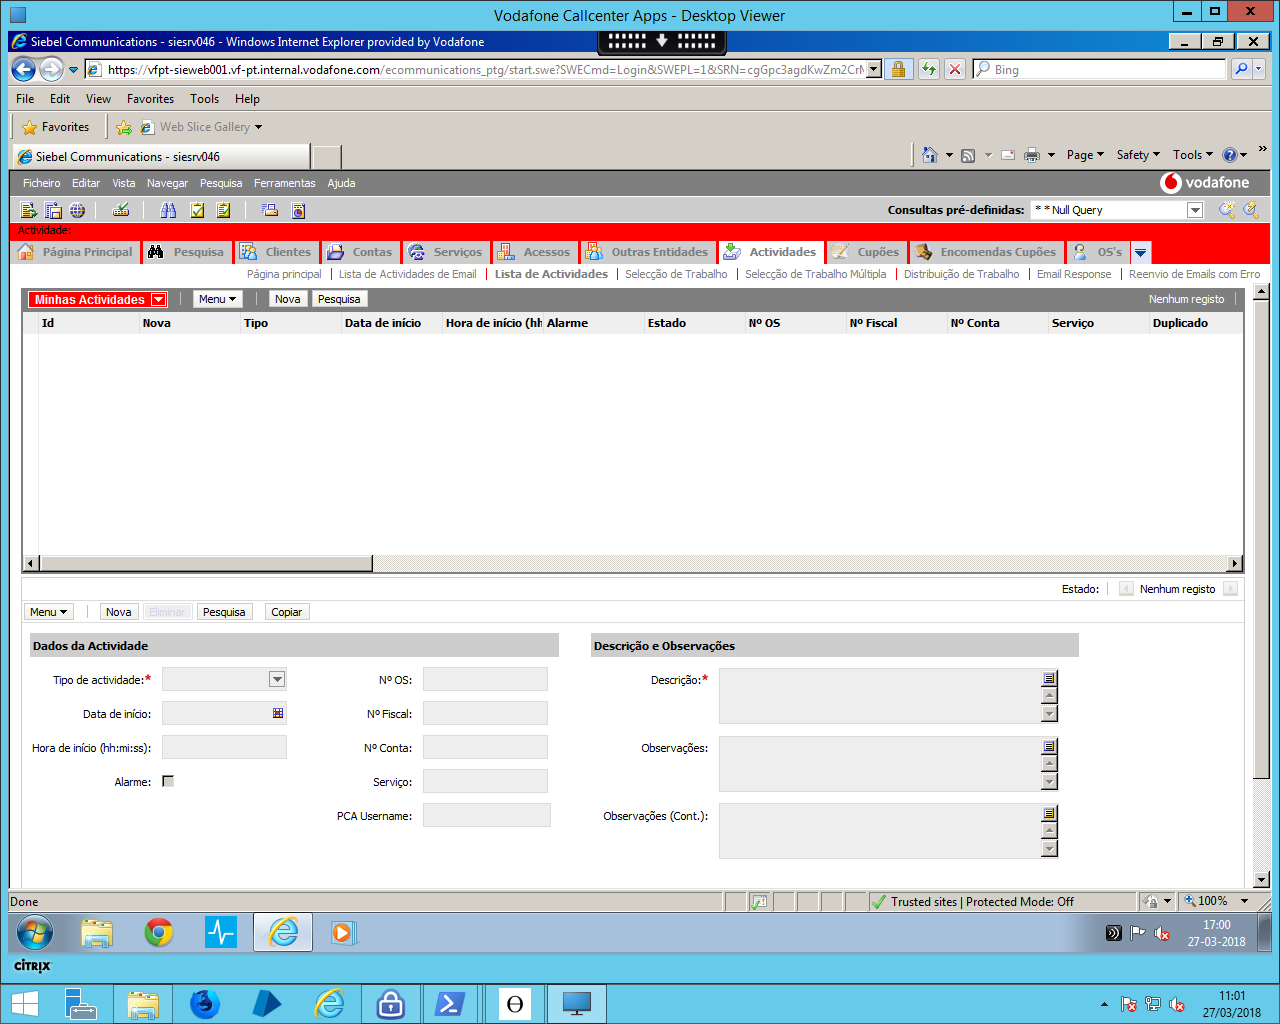 Vodafone Callcenter Apps - Desktop Viewer
Siebel Communications - siesrv046 - Windows Internet Explorer provided by Vodafone
https://vfpt-sieweb001.vf-pt.internal.vodafone.com/ecommunications_ptg/start.swe?SWECmd=Login&SWEPL=1&SRN=cgGpc3agdKwZm2CrM
Bing
File Edit View Favorites Tools Help
Favorites Web Slice Gallery
Siebel Communications - siesrv046
Page Safety Tools
Ficheiro Editar Vista Navegar Pesquisa Ferramentas Ajuda
vodafone
Consultas pré-definidas: * *Null Query
Actividade:
Página Principal Pesquisa Clientes Contas Serviços Acessos Outras Entidades Actividades Cupões Encomendas Cupões OS's
Página principal Lista de Actividades de Email Lista de Actividades Selecção de Trabalho Selecção de Trabalho Múltipla Distribuição de Trabalho Email Response Reenvio de Emails com Erro
Minhas Actividades Menu Nova Pesquisa Nenhum registo
Id Nova Tipo Data de início Hora de início (hh Alarme Estado Nº OS Nº Fiscal Nº Conta Serviço Duplicado
Estado: Nenhum registo
Menu Nova Eliminar Pesquisa Copiar
Dados da Actividade Descrição e Observações
Tipo de actividade:* Nº OS: Descrição:*
Data de início: Nº Fiscal:
Hora de início (hh:mi:ss): Nº Conta: Observações:
Alarme: Serviço:
PCA Username: Observações (Cont.):
Done Trusted sites | Protected Mode: Off 100%
17:00
27-03-2018
CITRIX
11:01
27/03/2018